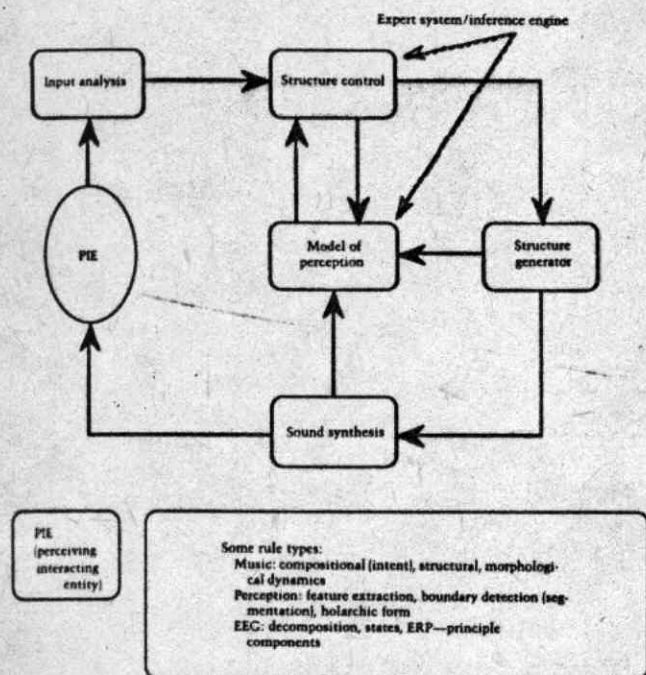 Expert system/inference engine
Input analysis
Structure control
PIE
Model of
perception
Structure
generator
Sound synthesis
PIE
(perceiving
interacting
entity)
Some rule types:
Music: compositional (intent), structural, morphologi-
cal dynamics
Perception: feature extraction, boundary detection (seg-
mentation), holarchic form
EEG: decomposition, states, ERP—principle
components